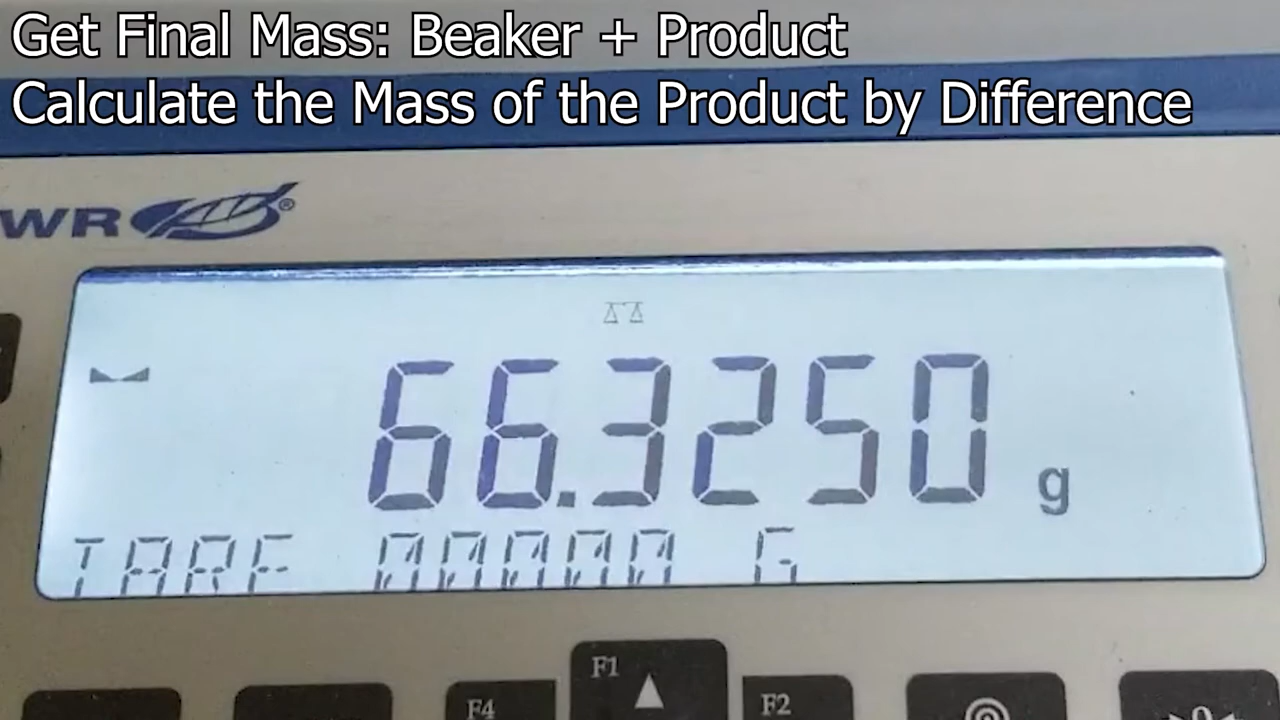 Get Final Mass: Beaker + Product
Calculate the Mass of the Product by Difference
WR®
66.3250 g
TARE 00000 G
F1
F4
F2
>0<